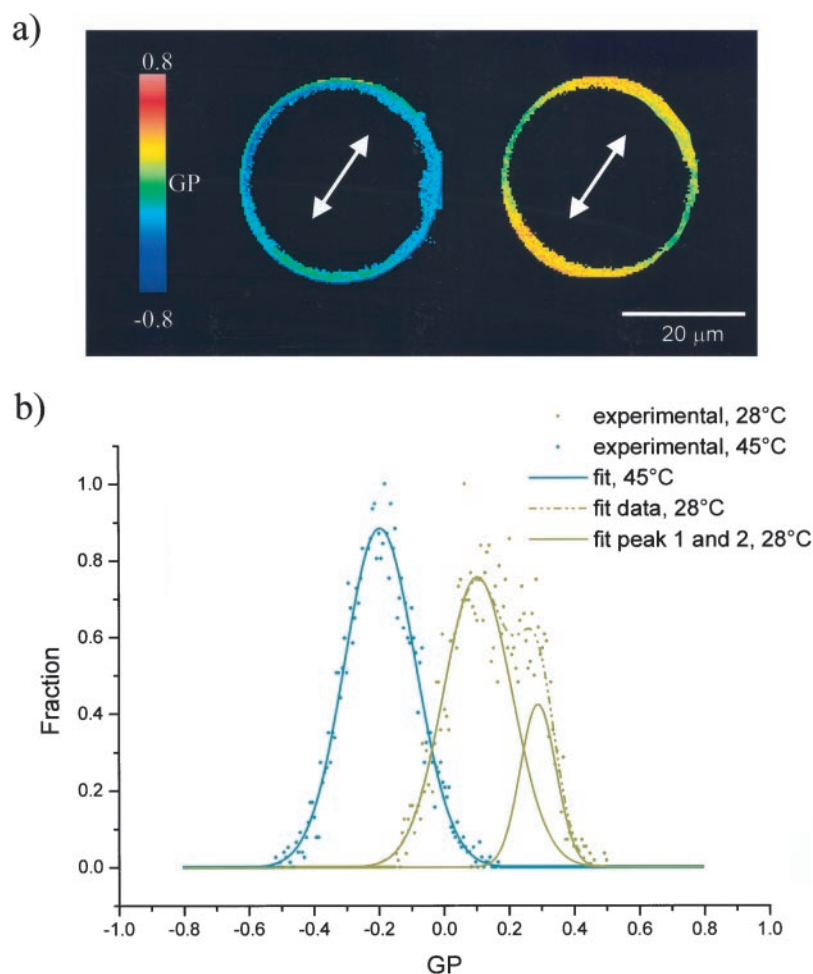 a)
0.8
GP
-0.8
20 μm
b)
experimental, 28°C
experimental, 45°C
fit, 45°C
fit data, 28°C
fit peak 1 and 2, 28°C
1.0
0.8
0.6
0.4
0.2
0.0
Fraction
-1.0 -0.8 -0.6 -0.4 -0.2 0.0 0.2 0.4 0.6 0.8 1.0
GP